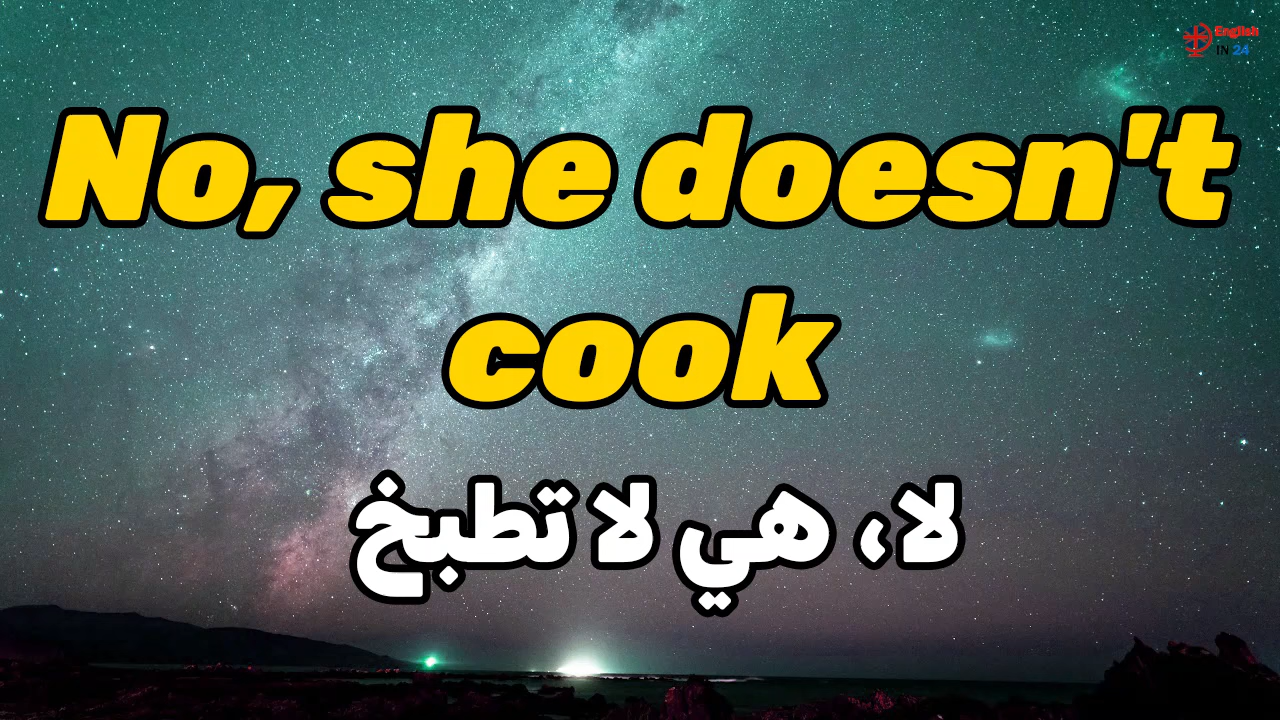 English
IN 24
No, she doesn't
cook
لا، هي لا تطبخ